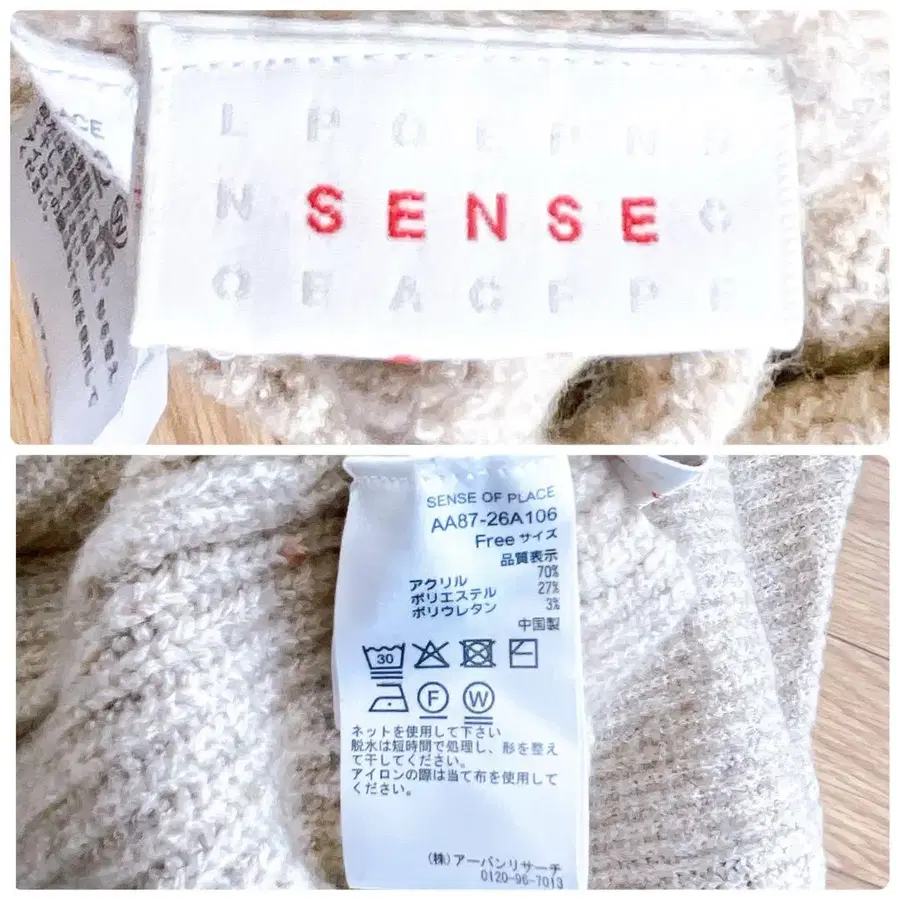 L P O E P N S
N SENSE O
O E A C F P E
SENSE OF PLACE
AA87-26A106
Free サイズ
品質表示
アクリル 70%
ポリエステル 27%
ポリウレタン 3%
中国製
30
F W
ネットを使用して下さい
脱水は短時間で処理し、形を整え
て干してください。
アイロンの際は当て布を使用して
ください。
(株)アーバンリサーチ
0120-96-7013